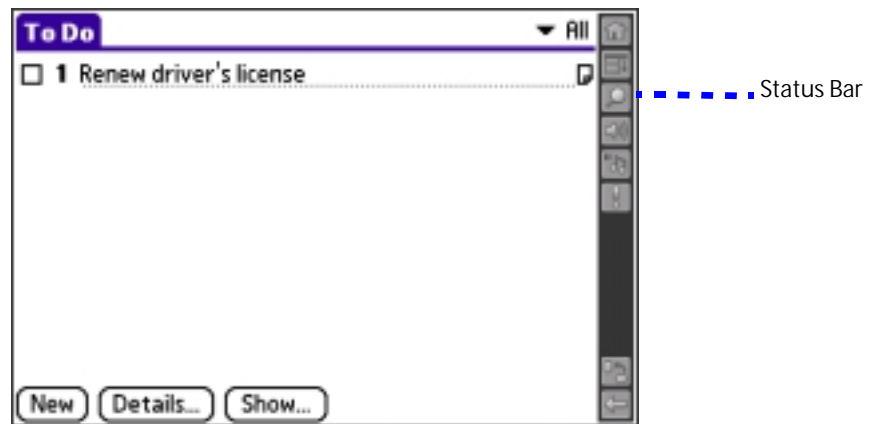 To Do All
1 Renew driver's license
Status Bar
New Details... Show...